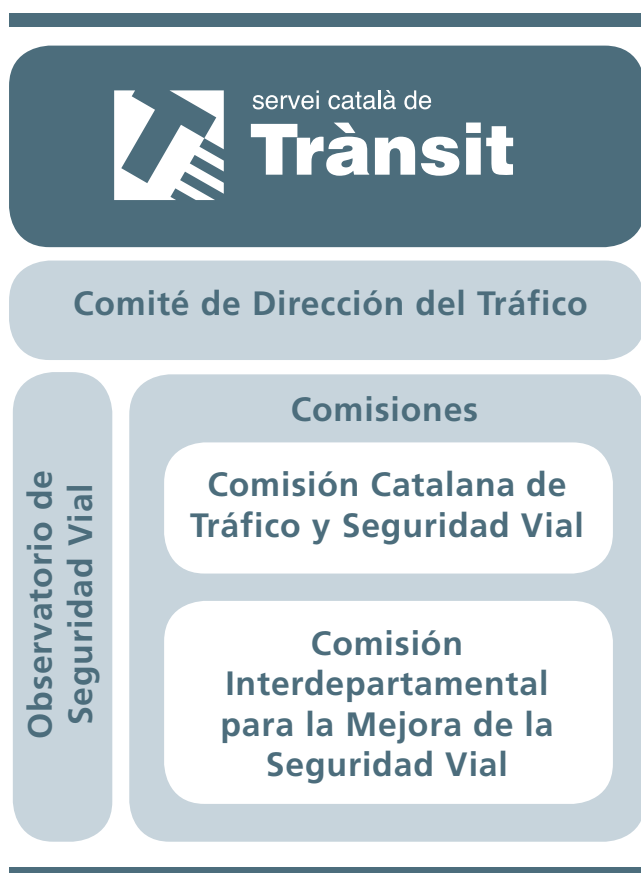 servei català de
Trànsit
Comité de Dirección del Tráfico
Observatorio de
Seguridad Vial
Comisiones
Comisión Catalana de
Tráfico y Seguridad Vial
Comisión
Interdepartamental
para la Mejora de la
Seguridad Vial